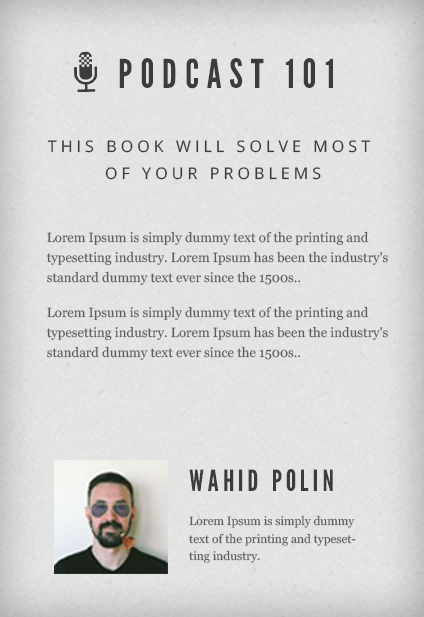 PODCAST 101
THIS BOOK WILL SOLVE MOST
OF YOUR PROBLEMS
Lorem Ipsum is simply dummy text of the printing and
typesetting industry. Lorem Ipsum has been the industry's
standard dummy text ever since the 1500s..
Lorem Ipsum is simply dummy text of the printing and
typesetting industry. Lorem Ipsum has been the industry's
standard dummy text ever since the 1500s..
WAHID POLIN
Lorem Ipsum is simply dummy
text of the printing and typeset-
ting industry.